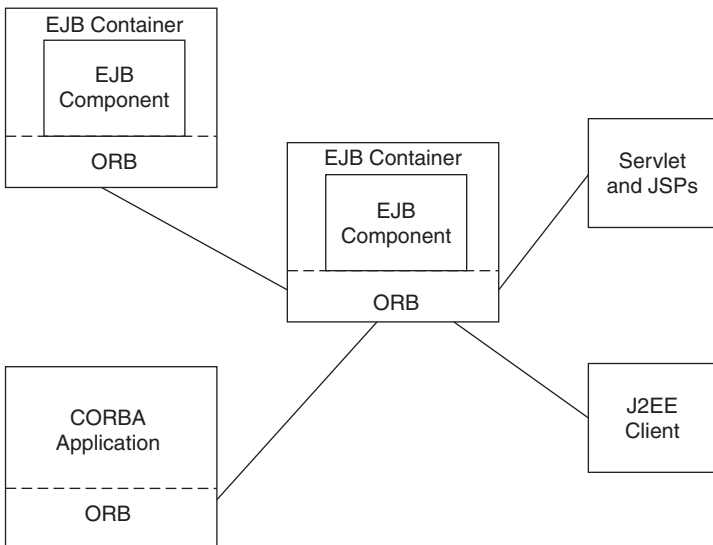 EJB Container
EJB
Component
ORB
EJB Container
EJB
Component
ORB
Servlet
and JSPs
CORBA
Application
ORB
J2EE
Client